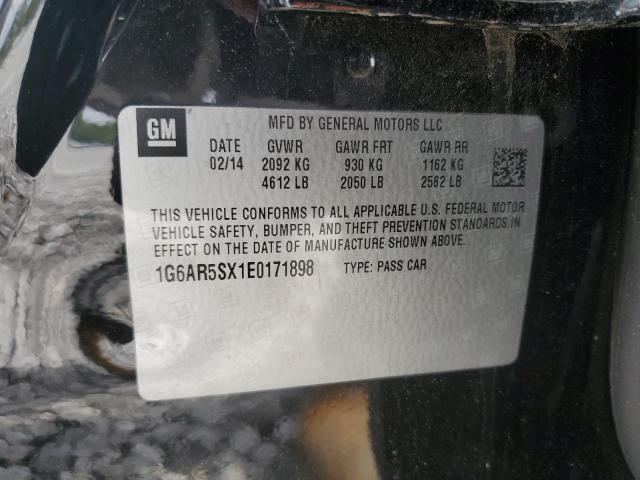 GM
MFD BY GENERAL MOTORS LLC
DATE GVWR GAWR FRT GAWR RR
02/14 2092 KG 930 KG 1162 KG
4612 LB 2050 LB 2562 LB
THIS VEHICLE CONFORMS TO ALL APPLICABLE U.S. FEDERAL MOTOR
VEHICLE SAFETY, BUMPER, AND THEFT PREVENTION STANDARDS IN
EFFECT ON THE DATE OF MANUFACTURE SHOWN ABOVE.
1G6AR5SX1E0171898 TYPE: PASS CAR